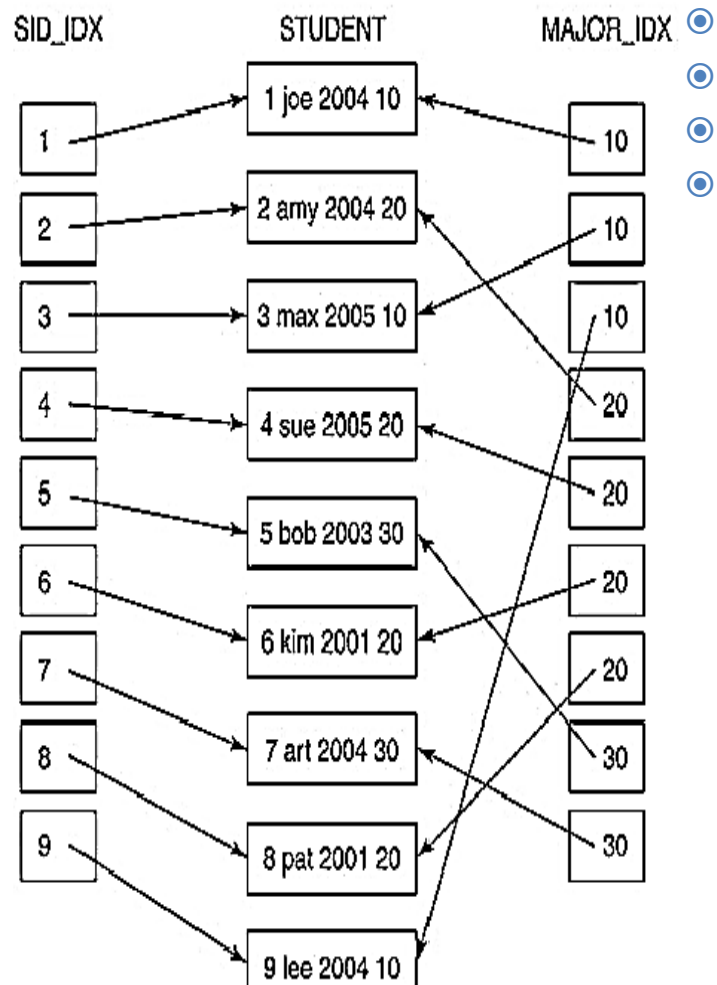 SID_IDX STUDENT MAJOR_IDX
1 1 joe 2004 10 10
2 2 amy 2004 20 10
3 3 max 2005 10 10
4 4 sue 2005 20 20
5 5 bob 2003 30 20
6 6 kim 2001 20 20
7 7 art 2004 30 20
8 8 pat 2001 20 30
9 9 lee 2004 10 30